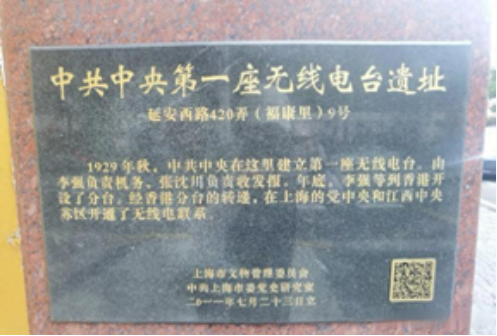 中共中央第一座无线电台遗址
延安西路420弄（福康里）9号
1929年秋，中共中央在这里建立第一座无线电台。由
李强负责机务、张沈川负责收发报。年底，李强等到香港开
设了分台。经香港分台的转递，在上海的党中央和江西中央
苏区开通了无线电联系。
上海市文物管理委员会
中共上海市委党史研究室
二〇一一年七月二十三日立